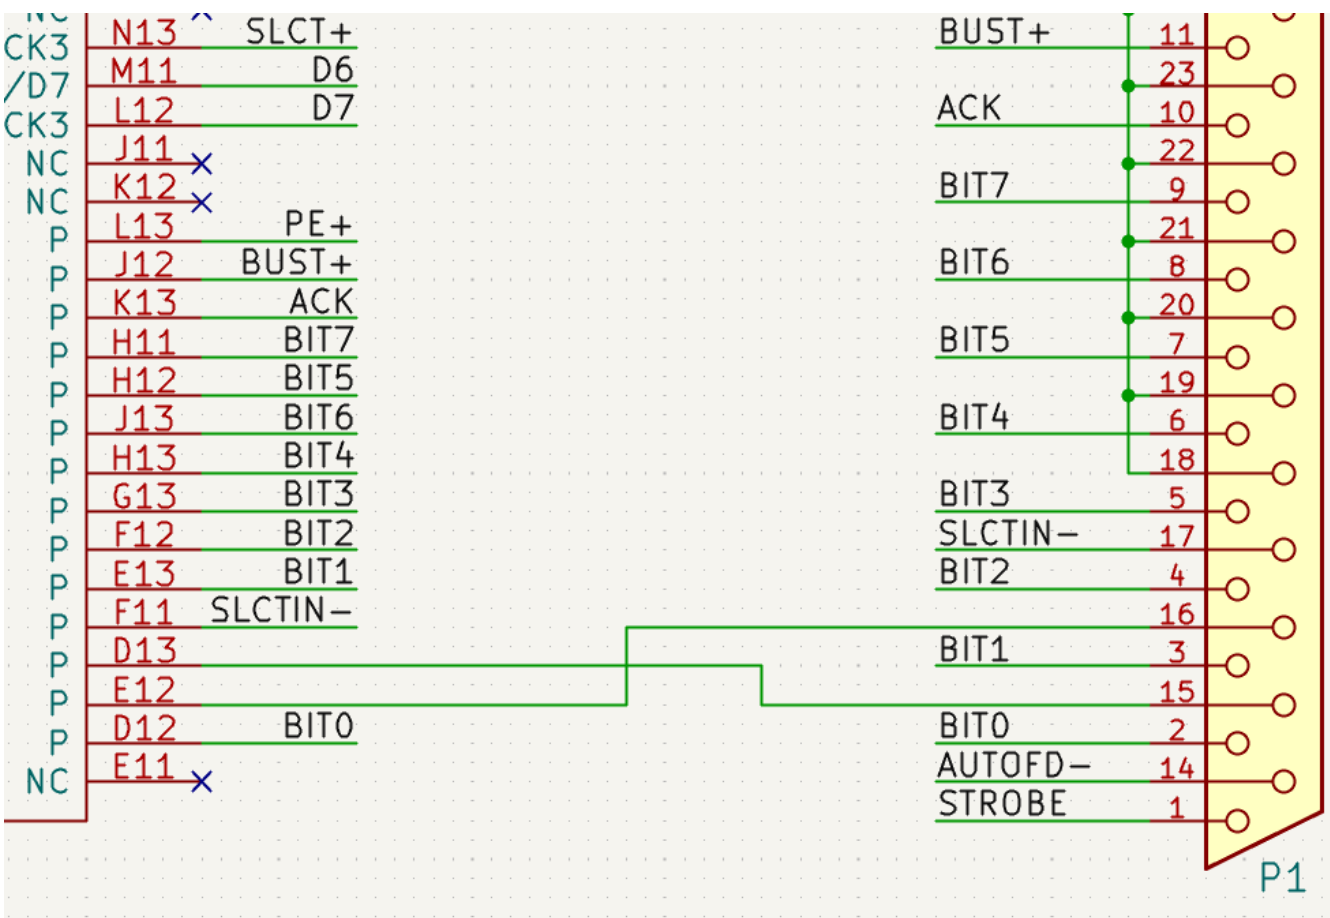 NC
CK3 N13 SLCT+ BUST+ 11
/D7 M11 D6 23
CK3 L12 D7 ACK 10
NC J11 22
NC K12 BIT7 9
P L13 PE+ 21
P J12 BUST+ BIT6 8
P K13 ACK 20
P H11 BIT7 BIT5 7
P H12 BIT5 19
P J13 BIT6 BIT4 6
P H13 BIT4 18
P G13 BIT3 BIT3 5
P F12 BIT2 SLCTIN- 17
P E13 BIT1 BIT2 4
P F11 SLCTIN- 16
P D13 BIT1 3
P E12 15
P D12 BIT0 BIT0 2
NC E11 AUTOFD- 14
STROBE 1
P1